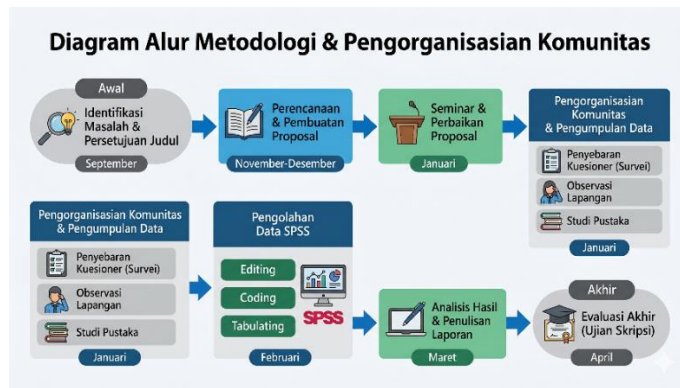 Diagram Alur Metodologi & Pengorganisasian Komunitas
Awal
Identifikasi
Masalah &
Persetujuan Judul
September
Perencanaan
& Pembuatan
Proposal
November-Desember
Seminar &
Perbaikan
Proposal
Januari
Pengorganisasian
Komunitas
& Pengumpulan Data
Penyebaran
Kuesioner (Survei)
Observasi
Lapangan
Studi Pustaka
Januari
Pengorganisasian Komunitas
& Pengumpulan Data
Penyebaran
Kuesioner (Survei)
Observasi
Lapangan
Studi Pustaka
Januari
Pengolahan
Data SPSS
Editing
Coding
Tabulating
SPSS
Februari
Analisis Hasil
& Penulisan
Laporan
Maret
Akhir
Evaluasi Akhir
(Ujian Skripsi)
April